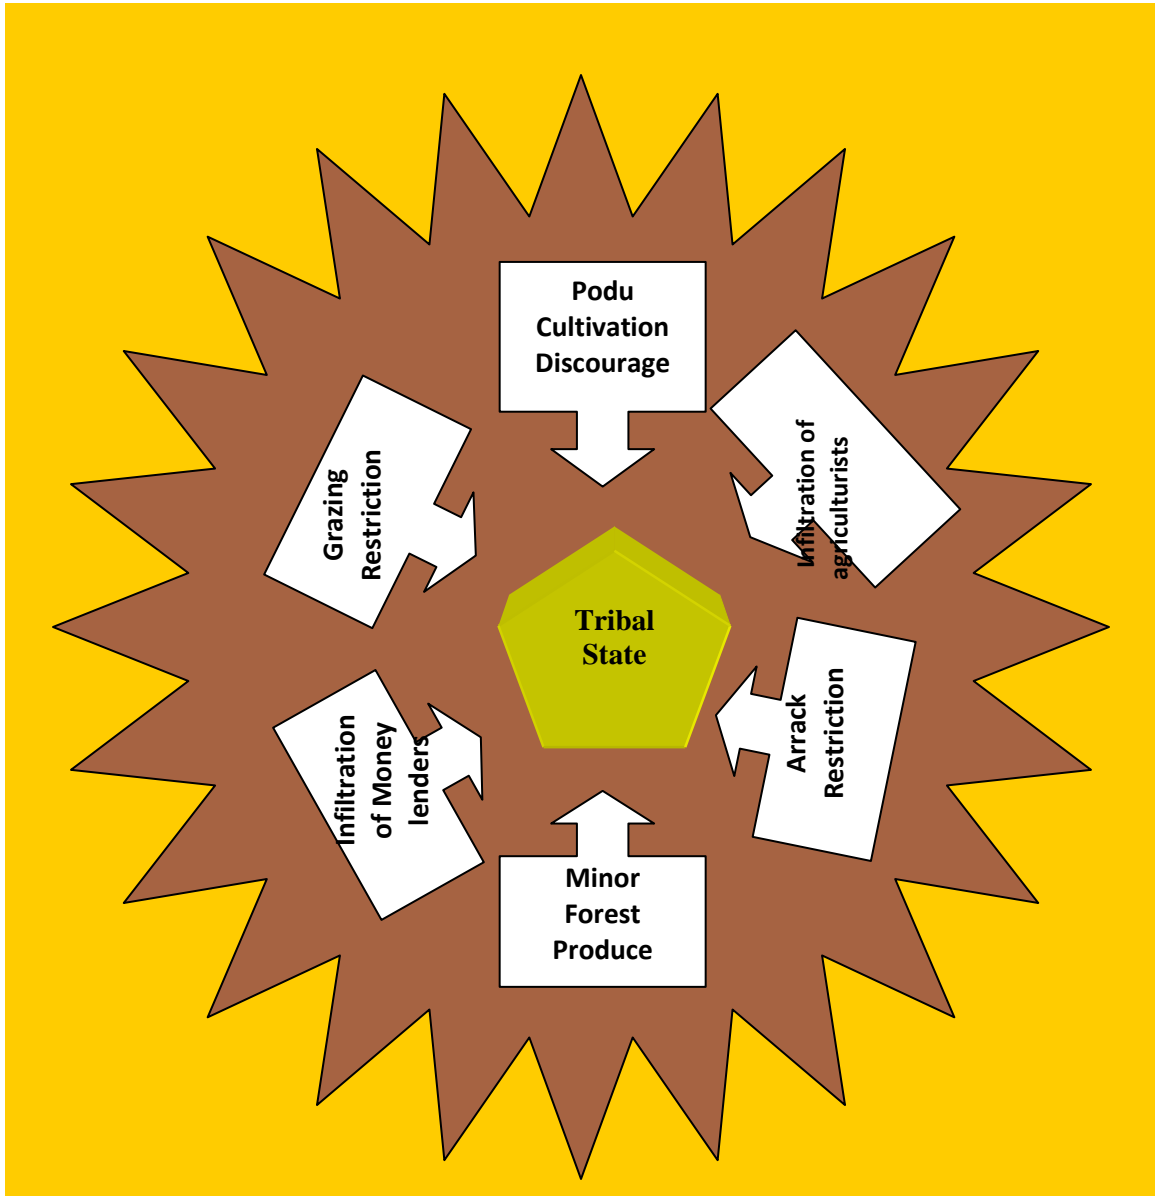 Podu
Cultivation
Discourage
Infiltration of
agriculturists
Grazing
Restriction
Tribal
State
Arrack
Restriction
Infiltration
of Money
lenders
Minor
Forest
Produce